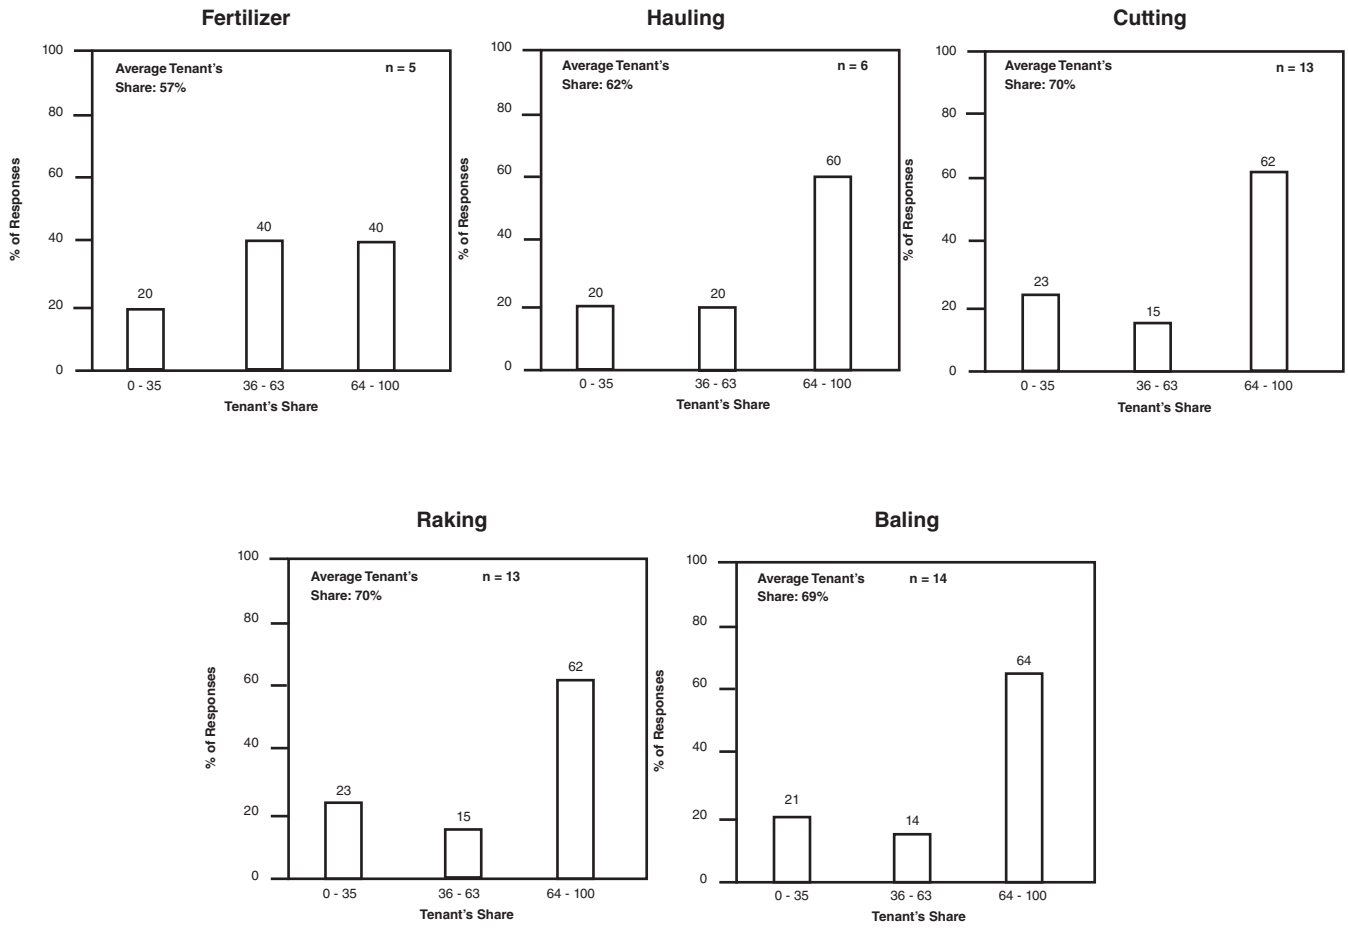 Fertilizer
100
80
60
40
20
0
% of Responses
Average Tenant's
Share: 57%
n = 5
20
40
40
0 - 35
36 - 63
64 - 100
Tenant's Share
Hauling
100
80
60
40
20
0
% of Responses
Average Tenant's
Share: 62%
n = 6
20
20
60
0 - 35
36 - 63
64 - 100
Tenant's Share
Cutting
100
80
60
40
20
0
% of Responses
Average Tenant's
Share: 70%
n = 13
23
15
62
0 - 35
36 - 63
64 - 100
Tenant's Share
Raking
100
80
60
40
20
0
% of Responses
Average Tenant's
Share: 70%
n = 13
23
15
62
0 - 35
36 - 63
64 - 100
Tenant's Share
Baling
100
80
60
40
20
0
% of Responses
Average Tenant's
Share: 69%
n = 14
21
14
64
0 - 35
36 - 63
64 - 100
Tenant's Share